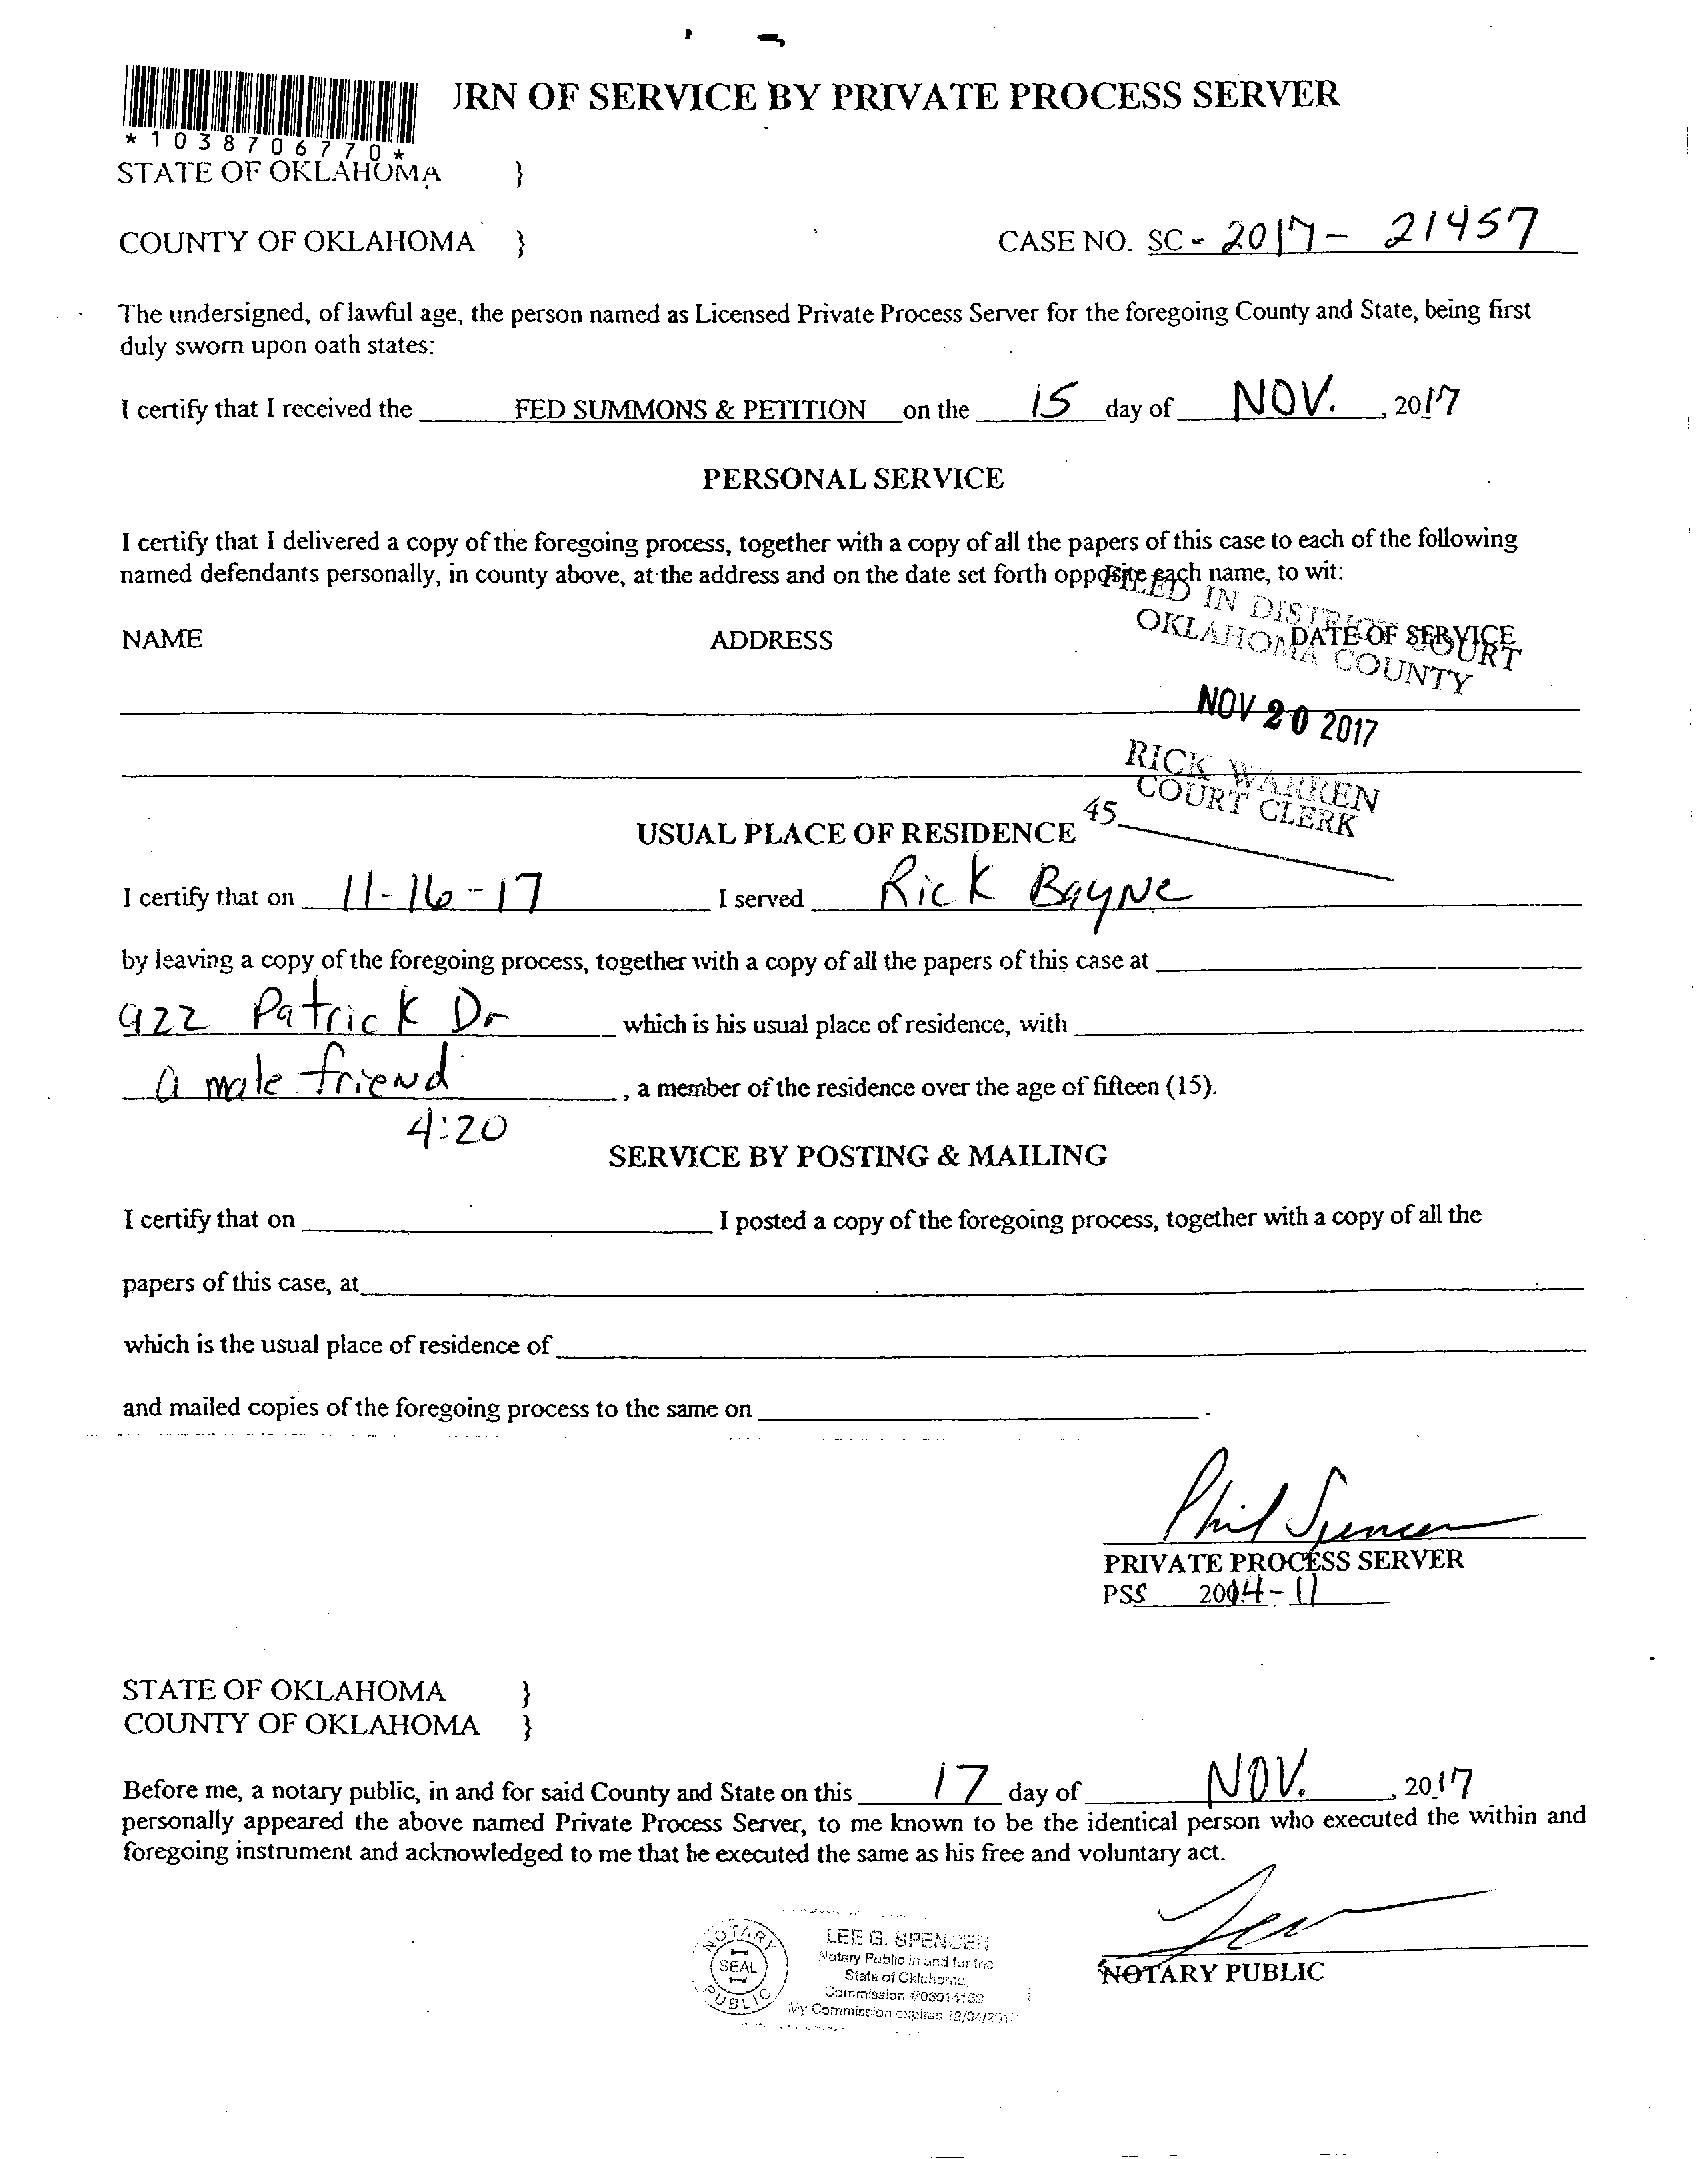 JRN OF SERVICE BY PRIVATE PROCESS SERVER
*1038706770*
STATE OF OKLAHOMA }
COUNTY OF OKLAHOMA } CASE NO. SC - 2017 - 21457
The undersigned, of lawful age, the person named as Licensed Private Process Server for the foregoing County and State, being first
duly sworn upon oath states:
I certify that I received the FED SUMMONS & PETITION on the 15 day of NOV. , 2017
PERSONAL SERVICE
I certify that I delivered a copy of the foregoing process, together with a copy of all the papers of this case to each of the following
named defendants personally, in county above, at the address and on the date set forth opposite each name, to wit:
FILED IN DISTRICT COURT
OKLAHOMA COUNTY
NAME ADDRESS DATE OF SERVICE
NOV 20 2017
RICK WARREN
COURT CLERK
45
USUAL PLACE OF RESIDENCE
I certify that on 11-16-17 I served Rick Bayne
by leaving a copy of the foregoing process, together with a copy of all the papers of this case at
922 Patrick Dr which is his usual place of residence, with
a male friend , a member of the residence over the age of fifteen (15).
4:20
SERVICE BY POSTING & MAILING
I certify that on I posted a copy of the foregoing process, together with a copy of all the
papers of this case, at
which is the usual place of residence of
and mailed copies of the foregoing process to the same on .
Phil Spencer
PRIVATE PROCESS SERVER
PSS 2004-11
STATE OF OKLAHOMA }
COUNTY OF OKLAHOMA }
Before me, a notary public, in and for said County and State on this 17 day of NOV. , 2017
personally appeared the above named Private Process Server, to me known to be the identical person who executed the within and
foregoing instrument and acknowledged to me that he executed the same as his free and voluntary act.
NOTARY PUBLIC
NOTARY
SEAL
PUBLIC
LEE G. SPENCER
Notary Public in and for the
State of Oklahoma
Commission
My Commission expires